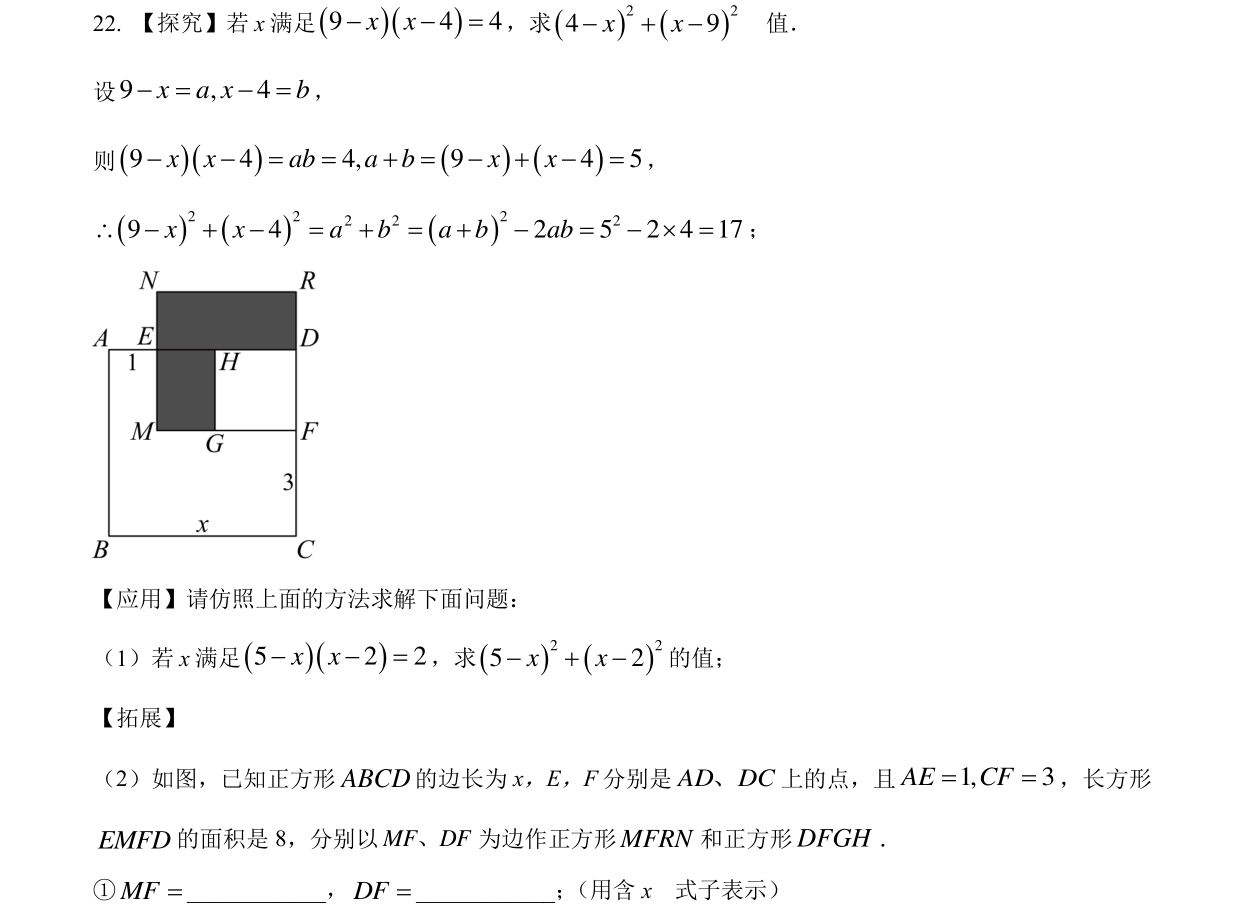 22. 【探究】若 x 满足(9−x)(x−4)=4，求(4−x)²+(x−9)² 值．
设9−x=a,x−4=b，
则(9−x)(x−4)=ab=4,a+b=(9−x)+(x−4)=5，
∴(9−x)²+(x−4)²=a²+b²=(a+b)²−2ab=5²−2×4=17；
N R
A E D
1 H
M G F
3
x
B C
【应用】请仿照上面的方法求解下面问题：
（1）若 x 满足(5−x)(x−2)=2，求(5−x)²+(x−2)²的值；
【拓展】
（2）如图，已知正方形 ABCD 的边长为 x，E，F 分别是 AD、DC 上的点，且 AE=1,CF=3，长方形
EMFD 的面积是 8，分别以 MF、DF 为边作正方形 MFRN 和正方形 DFGH．
①MF=____________，DF=____________；（用含 x 式子表示）